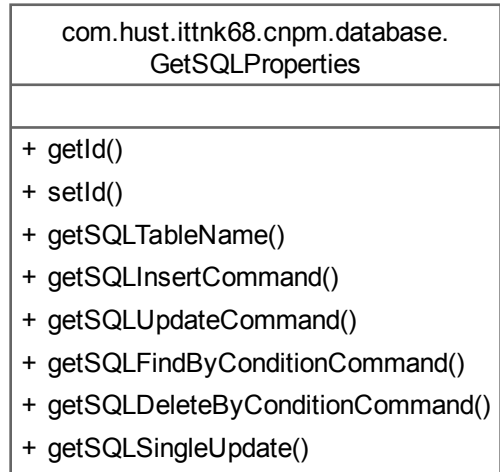 com.hust.ittnk68.cnpm.database.
GetSQLProperties
+ getId()
+ setId()
+ getSQLTableName()
+ getSQLInsertCommand()
+ getSQLUpdateCommand()
+ getSQLFindByConditionCommand()
+ getSQLDeleteByConditionCommand()
+ getSQLSingleUpdate()